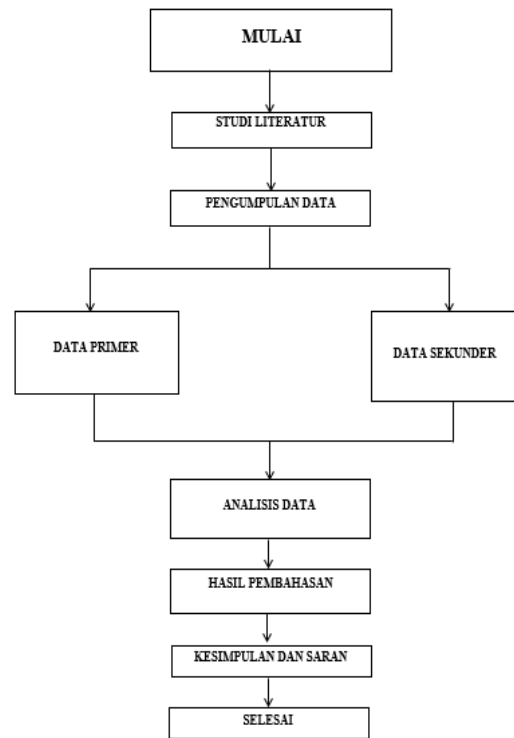 MULAI
STUDI LITERATUR
PENGUMPULAN DATA
DATA PRIMER
DATA SEKUNDER
ANALISIS DATA
HASIL PEMBAHASAN
KESIMPULAN DAN SARAN
SELESAI